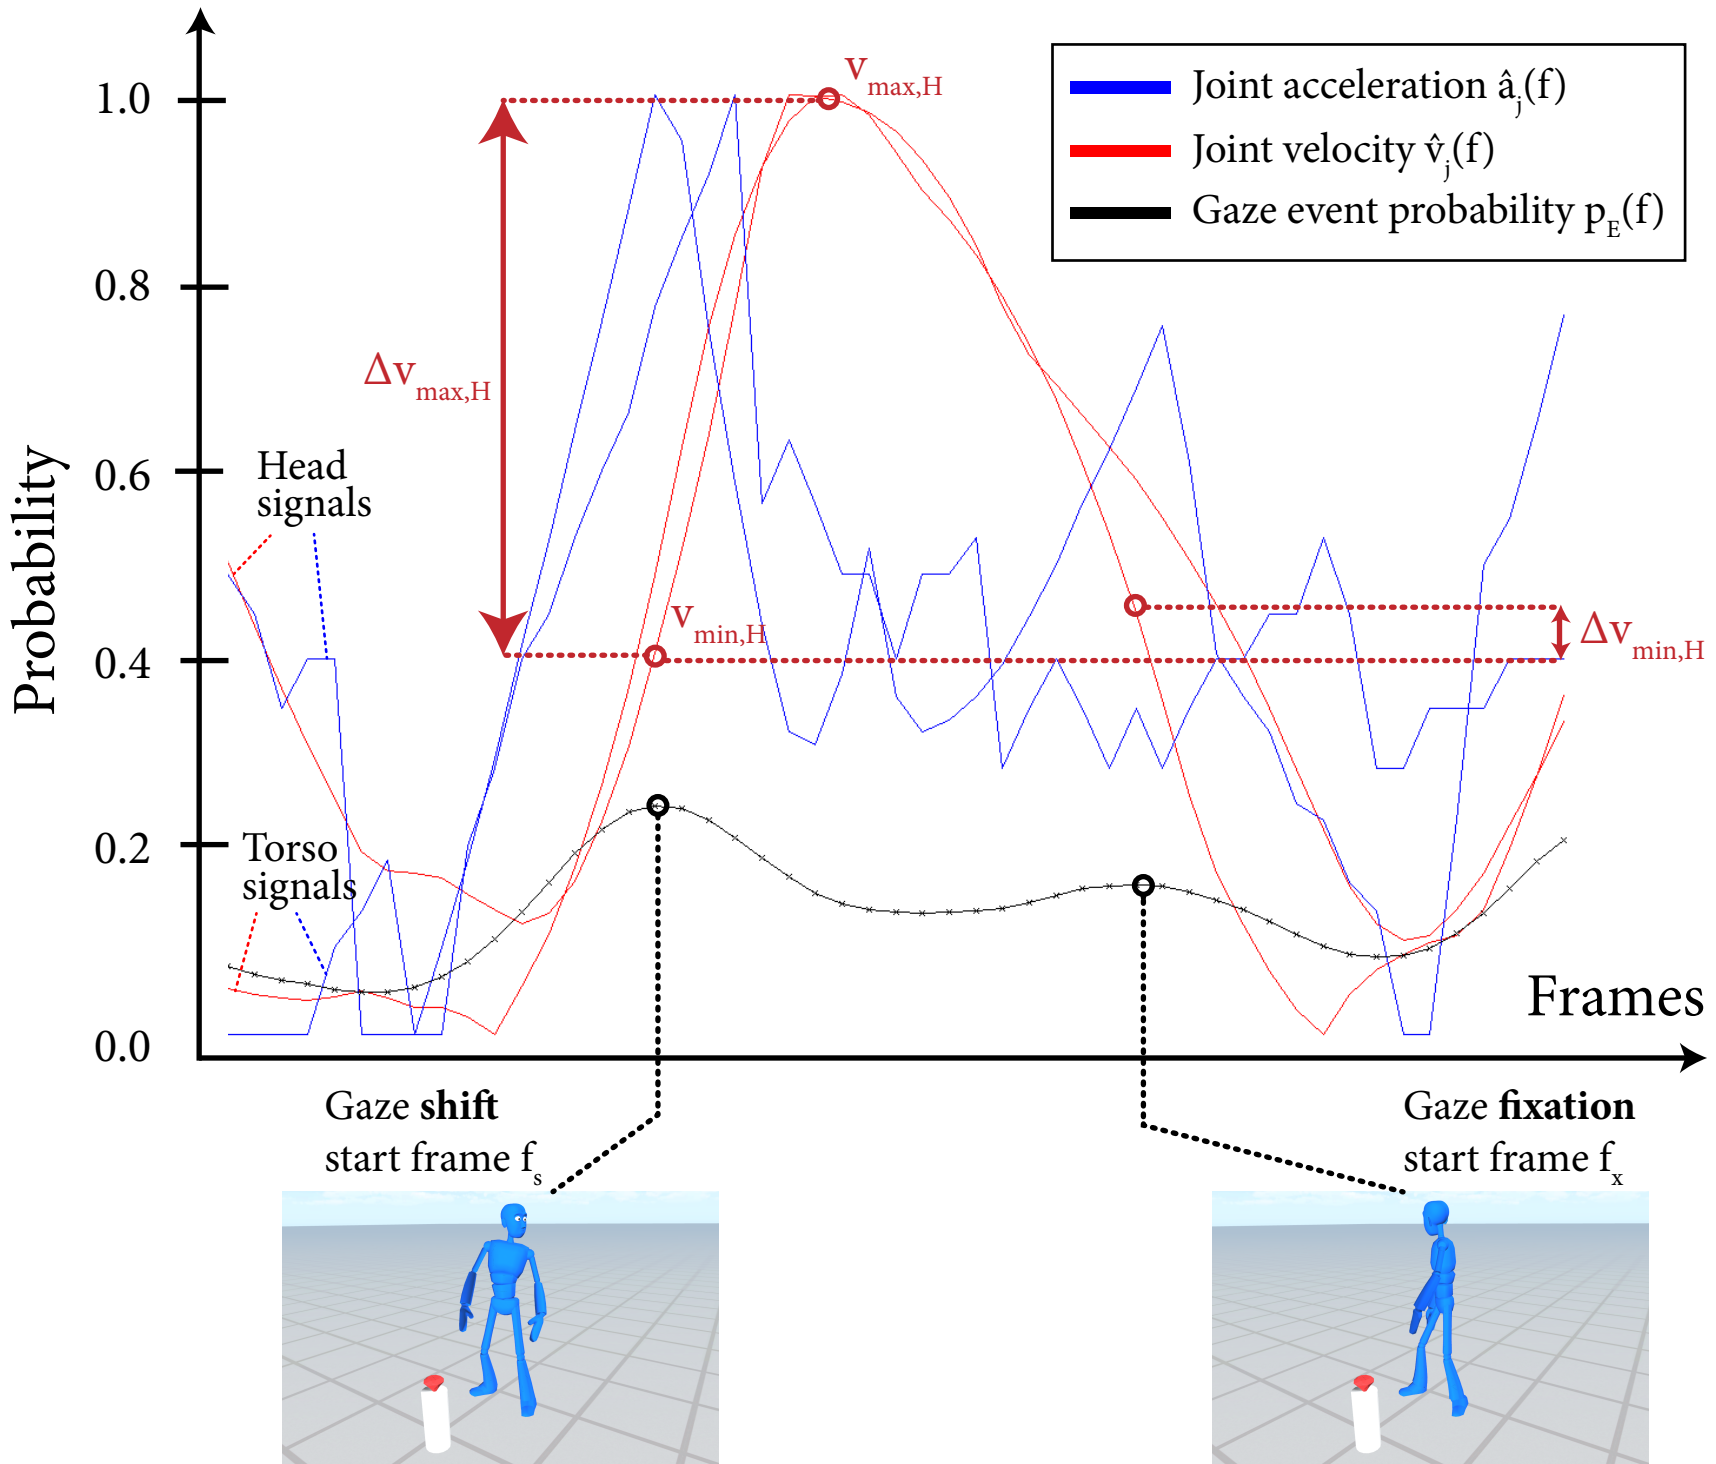 v_max,H
Joint acceleration â_j(f)
Joint velocity v̂_j(f)
Gaze event probability p_E(f)
1.0
0.8
0.6
0.4
0.2
0.0
Probability
Δv_max,H
Head
signals
v_min,H
Δv_min,H
Torso
signals
Frames
Gaze shift
start frame f_s
Gaze fixation
start frame f_x